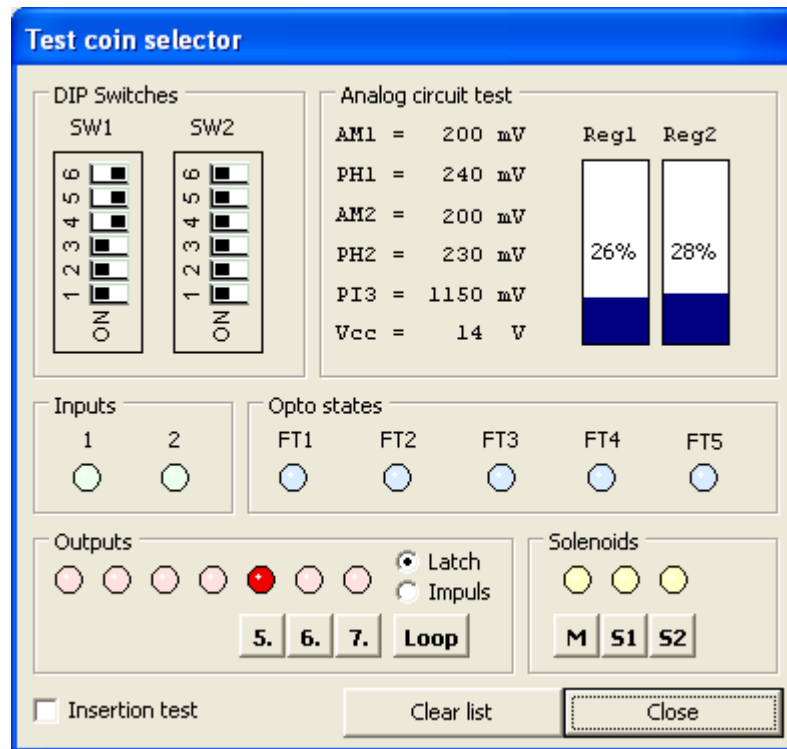 Test coin selector
DIP Switches
SW1 SW2
6 6
5 5
4 4
3 3
2 2
1 1
ON ON
Analog circuit test
AM1 = 200 mV
PH1 = 240 mV
AM2 = 200 mV
PH2 = 230 mV
PI3 = 1150 mV
Vcc = 14 V
Reg1 Reg2
26% 28%
Inputs
1 2
Opto states
FT1 FT2 FT3 FT4 FT5
Outputs
Latch
Impuls
5. 6. 7. Loop
Solenoids
M S1 S2
Insertion test
Clear list
Close